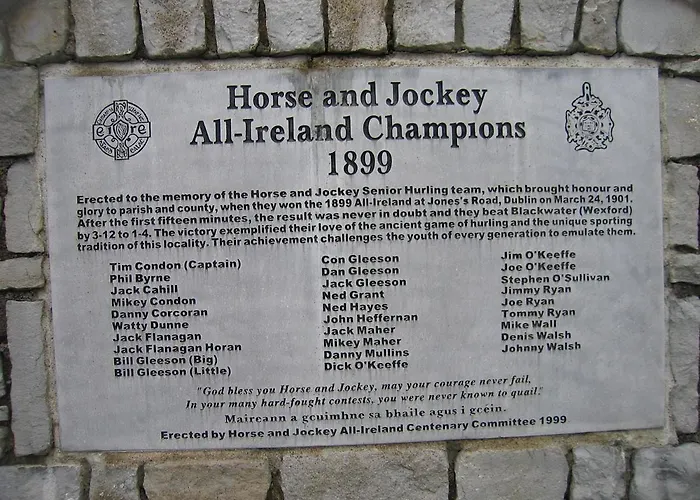 Horse and Jockey
All-Ireland Champions
1899
Erected to the memory of the Horse and Jockey Senior Hurling team, which brought honour and
glory to parish and county, when they won the 1899 All-Ireland at Jones's Road, Dublin on March 24, 1901.
After the first fifteen minutes, the result was never in doubt and they beat Blackwater (Wexford)
by 3-12 to 1-4. The victory exemplified their love of the ancient game of hurling and the unique sporting
tradition of this locality. Their achievement challenges the youth of every generation to emulate them.
Tim Condon (Captain)
Phil Byrne
Jack Cahill
Mikey Condon
Danny Corcoran
Watty Dunne
Jack Flanagan
Jack Flanagan Horan
Bill Gleeson (Big)
Bill Gleeson (Little)
Con Gleeson
Dan Gleeson
Jack Gleeson
Ned Grant
Ned Hayes
John Heffernan
Jack Maher
Mikey Maher
Danny Mullins
Dick O'Keeffe
Jim O'Keeffe
Joe O'Keeffe
Stephen O'Sullivan
Jimmy Ryan
Joe Ryan
Tommy Ryan
Mike Wall
Denis Walsh
Johnny Walsh
"God bless you Horse and Jockey, may your courage never fail,
In your many hard-fought contests, you were never known to quail."
Maireann a gcuimhne sa bhaile agus i gcéin.
Erected by Horse and Jockey All-Ireland Centenary Committee 1999